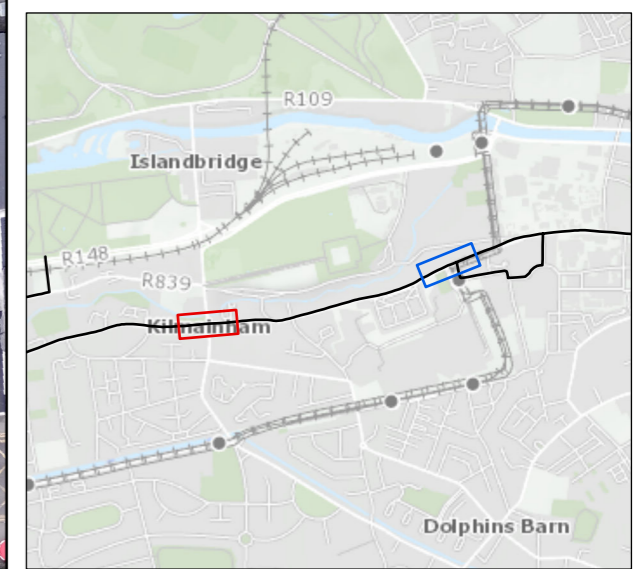 R109
Islandbridge
R148
R839
Kilmainham
Dolphins Barn